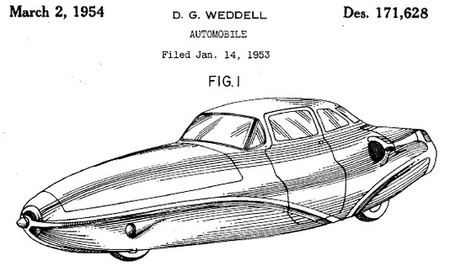 March 2, 1954
D. G. WEDDELL
Des. 171,628
AUTOMOBILE
Filed Jan. 14, 1953
FIG. 1